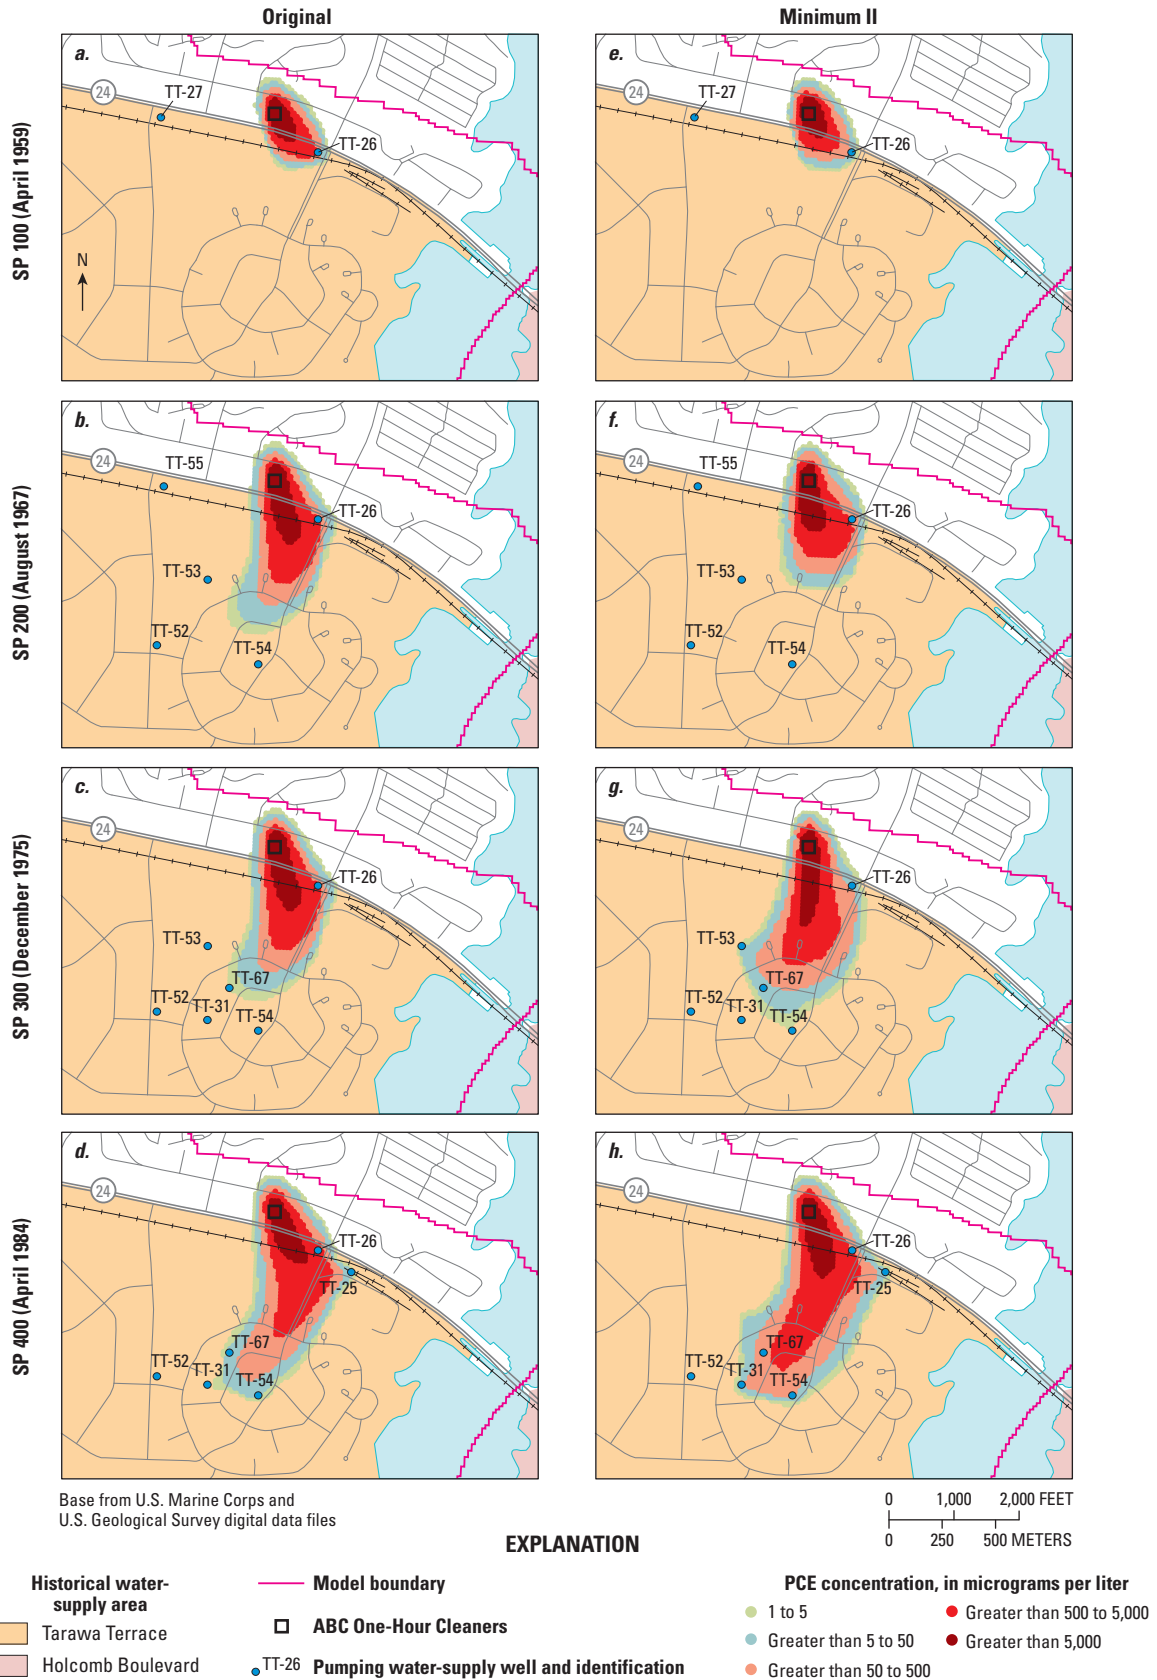 Original
Minimum II
SP 100 (April 1959)
a.
24
TT-27
TT-26
N
e.
24
TT-27
TT-26
SP 200 (August 1967)
b.
24
TT-55
TT-26
TT-53
TT-52
TT-54
f.
24
TT-55
TT-26
TT-53
TT-52
TT-54
SP 300 (December 1975)
c.
24
TT-26
TT-53
TT-67
TT-52
TT-31
TT-54
g.
24
TT-26
TT-53
TT-67
TT-52
TT-31
TT-54
SP 400 (April 1984)
d.
24
TT-26
TT-25
TT-67
TT-52
TT-31
TT-54
h.
24
TT-26
TT-25
TT-67
TT-52
TT-31
TT-54
Base from U.S. Marine Corps and
U.S. Geological Survey digital data files
0 1,000 2,000 FEET
0 250 500 METERS
EXPLANATION
Historical water-
supply area
Tarawa Terrace
Holcomb Boulevard
Model boundary
ABC One-Hour Cleaners
TT-26 Pumping water-supply well and identification
PCE concentration, in micrograms per liter
1 to 5
Greater than 5 to 50
Greater than 50 to 500
Greater than 500 to 5,000
Greater than 5,000